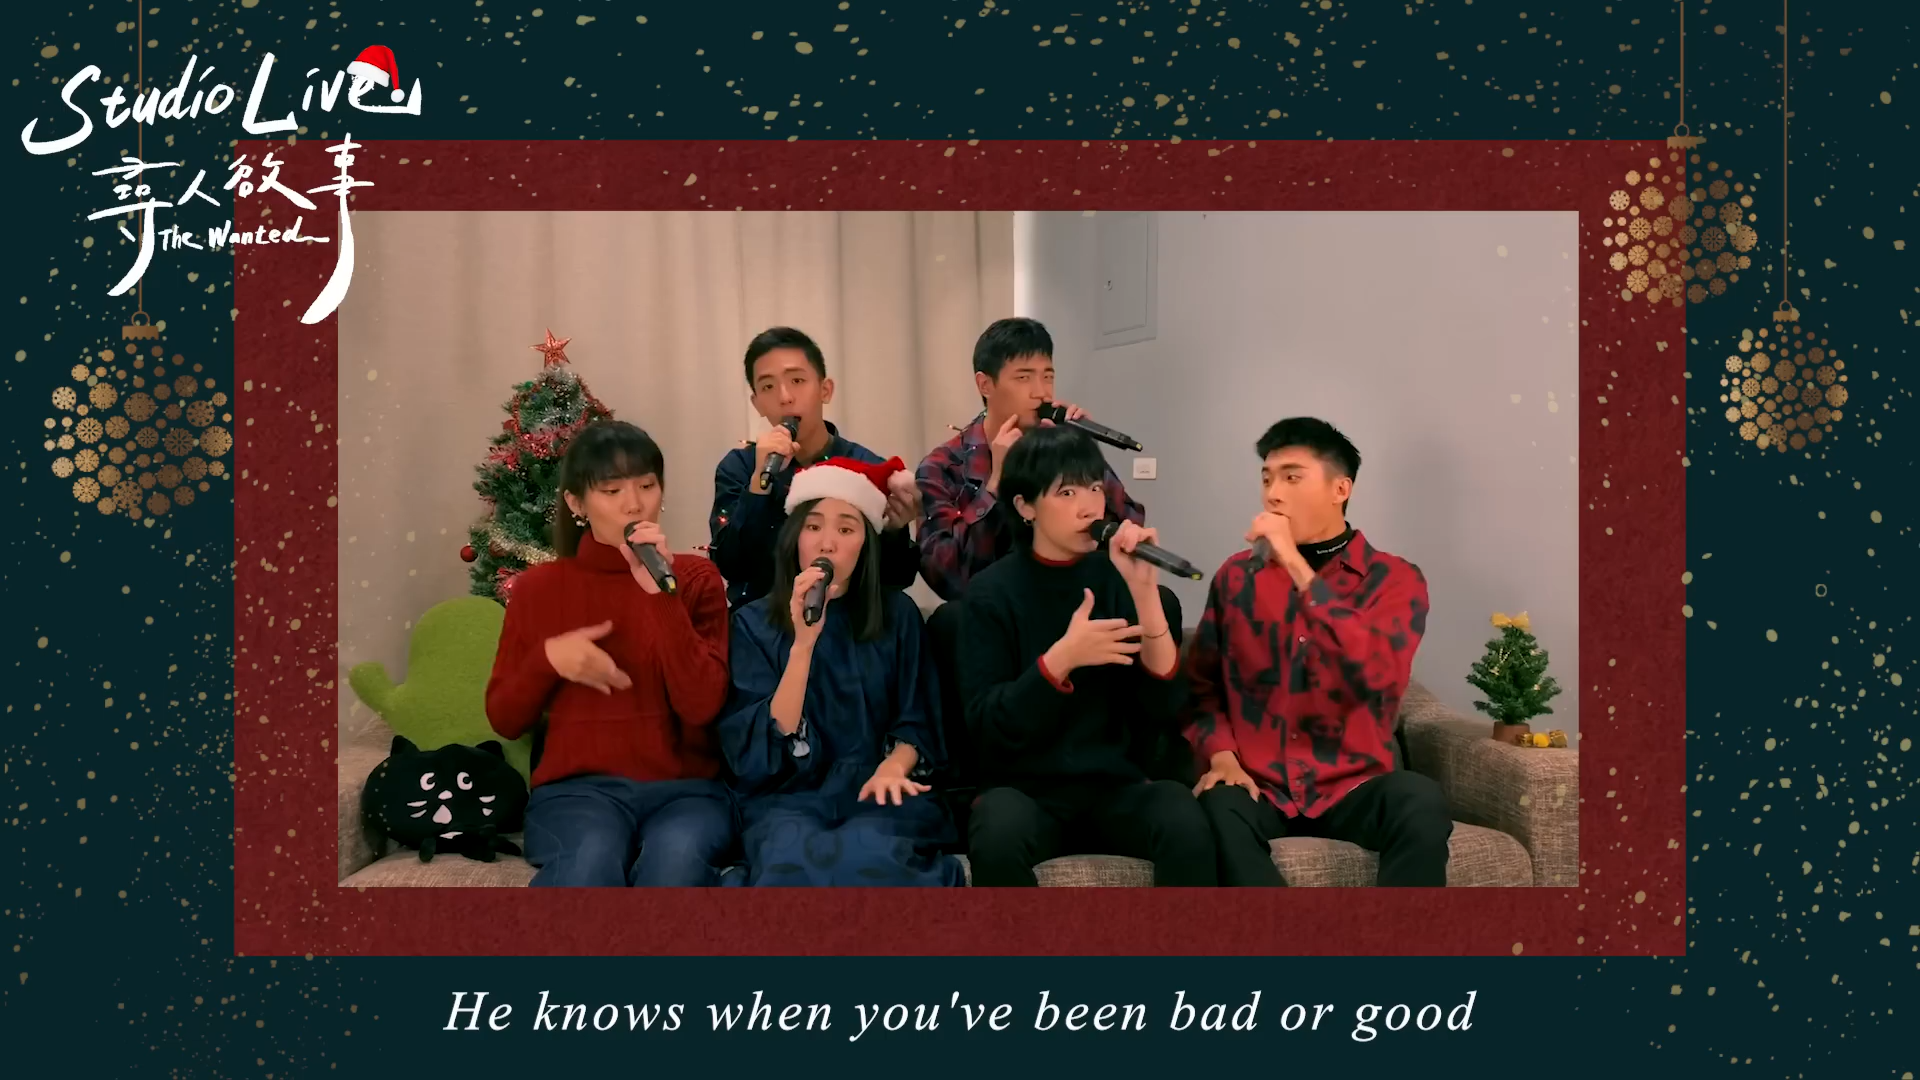 Studio Live
尋人啟事
The Wanted
He knows when you've been bad or good